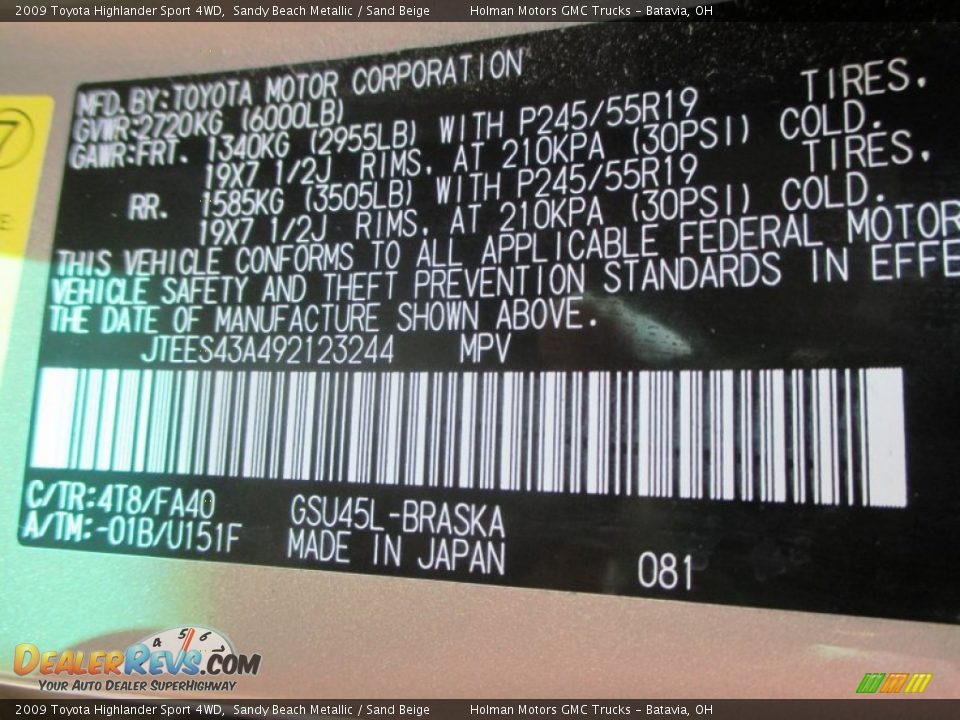 2009 Toyota Highlander Sport 4WD, Sandy Beach Metallic / Sand Beige Holman Motors GMC Trucks - Batavia, OH
7
MFD. BY: TOYOTA MOTOR CORPORATION
GVWR: 2720KG (6000LB)
GAWR: FRT. 1340KG (2955LB) WITH P245/55R19 TIRES,
19X7 1/2J RIMS, AT 210KPA (30PSI) COLD.
RR. 1585KG (3505LB) WITH P245/55R19 TIRES,
19X7 1/2J RIMS, AT 210KPA (30PSI) COLD.
THIS VEHICLE CONFORMS TO ALL APPLICABLE FEDERAL MOTOR
VEHICLE SAFETY AND THEFT PREVENTION STANDARDS IN EFFE
THE DATE OF MANUFACTURE SHOWN ABOVE.
JTEES43A492123244 MPV
C/TR: 4T8/FA40 GSU45L-BRASKA
A/TM: -01B/U151F MADE IN JAPAN 081
4 5 6
DEALERREVS.COM
YOUR AUTO DEALER SUPERHIGHWAY
2009 Toyota Highlander Sport 4WD, Sandy Beach Metallic / Sand Beige Holman Motors GMC Trucks - Batavia, OH